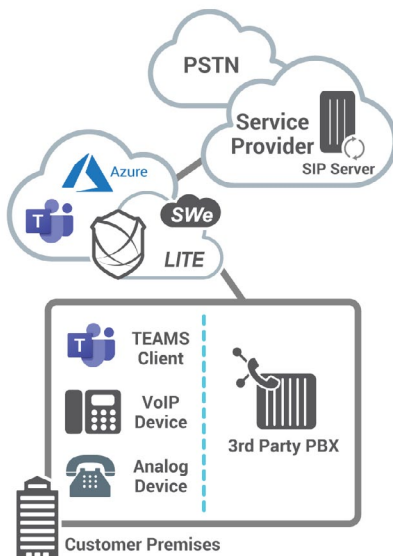 PSTN
Service
Provider
SIP Server
Azure
T
SWe
LITE
T
TEAMS
Client
VoIP
Device
Analog
Device
3rd Party PBX
Customer Premises